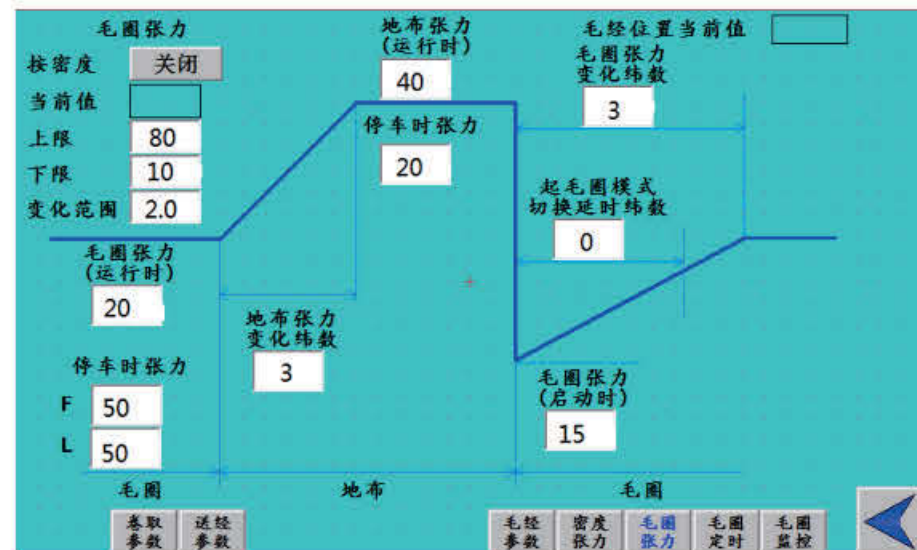 毛圈张力
按密度 关闭
当前值
上限 80
下限 10
变化范围 2.0
毛圈张力
(运行时)
20
停车时张力
F 50
L 50
地布张力
(运行时)
40
停车时张力
20
地布张力
变化纬数
3
毛经位置当前值
毛圈张力
变化纬数
3
起毛圈模式
切换延时纬数
0
毛圈张力
(启动时)
15
毛圈 地布 毛圈
卷取
参数
送经
参数
毛经
参数
密度
张力
毛圈
张力
毛圈
定时
毛圈
监控